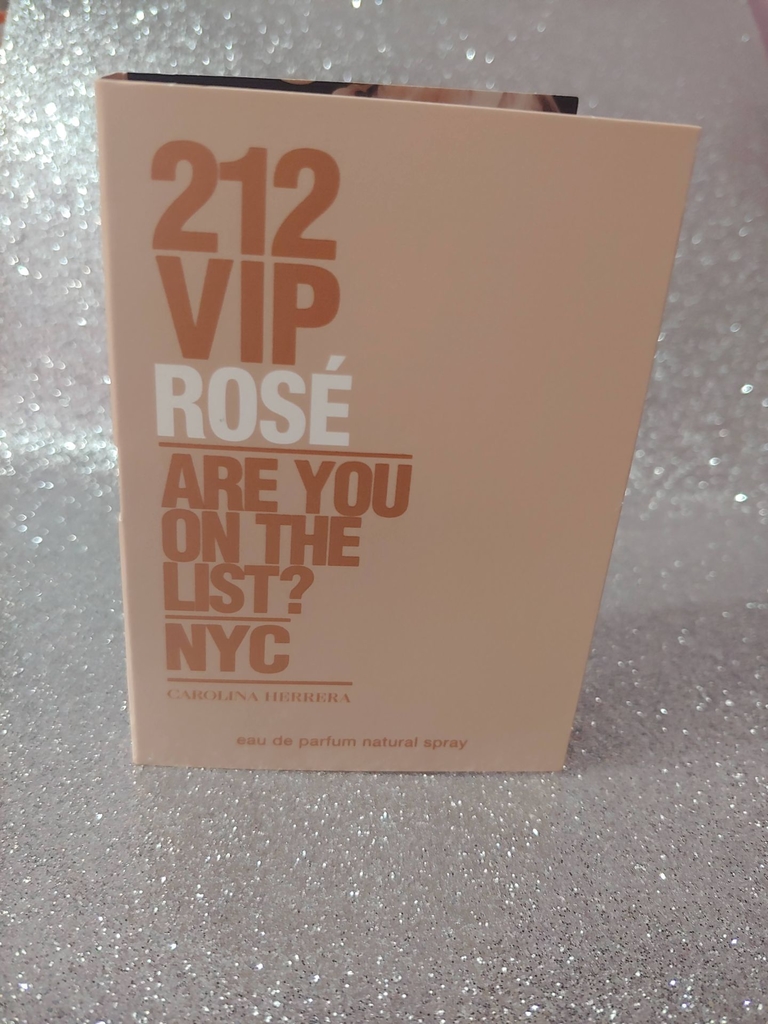 212
VIP
ROSÉ
ARE YOU
ON THE
LIST?
NYC
CAROLINA HERRERA
eau de parfum natural spray